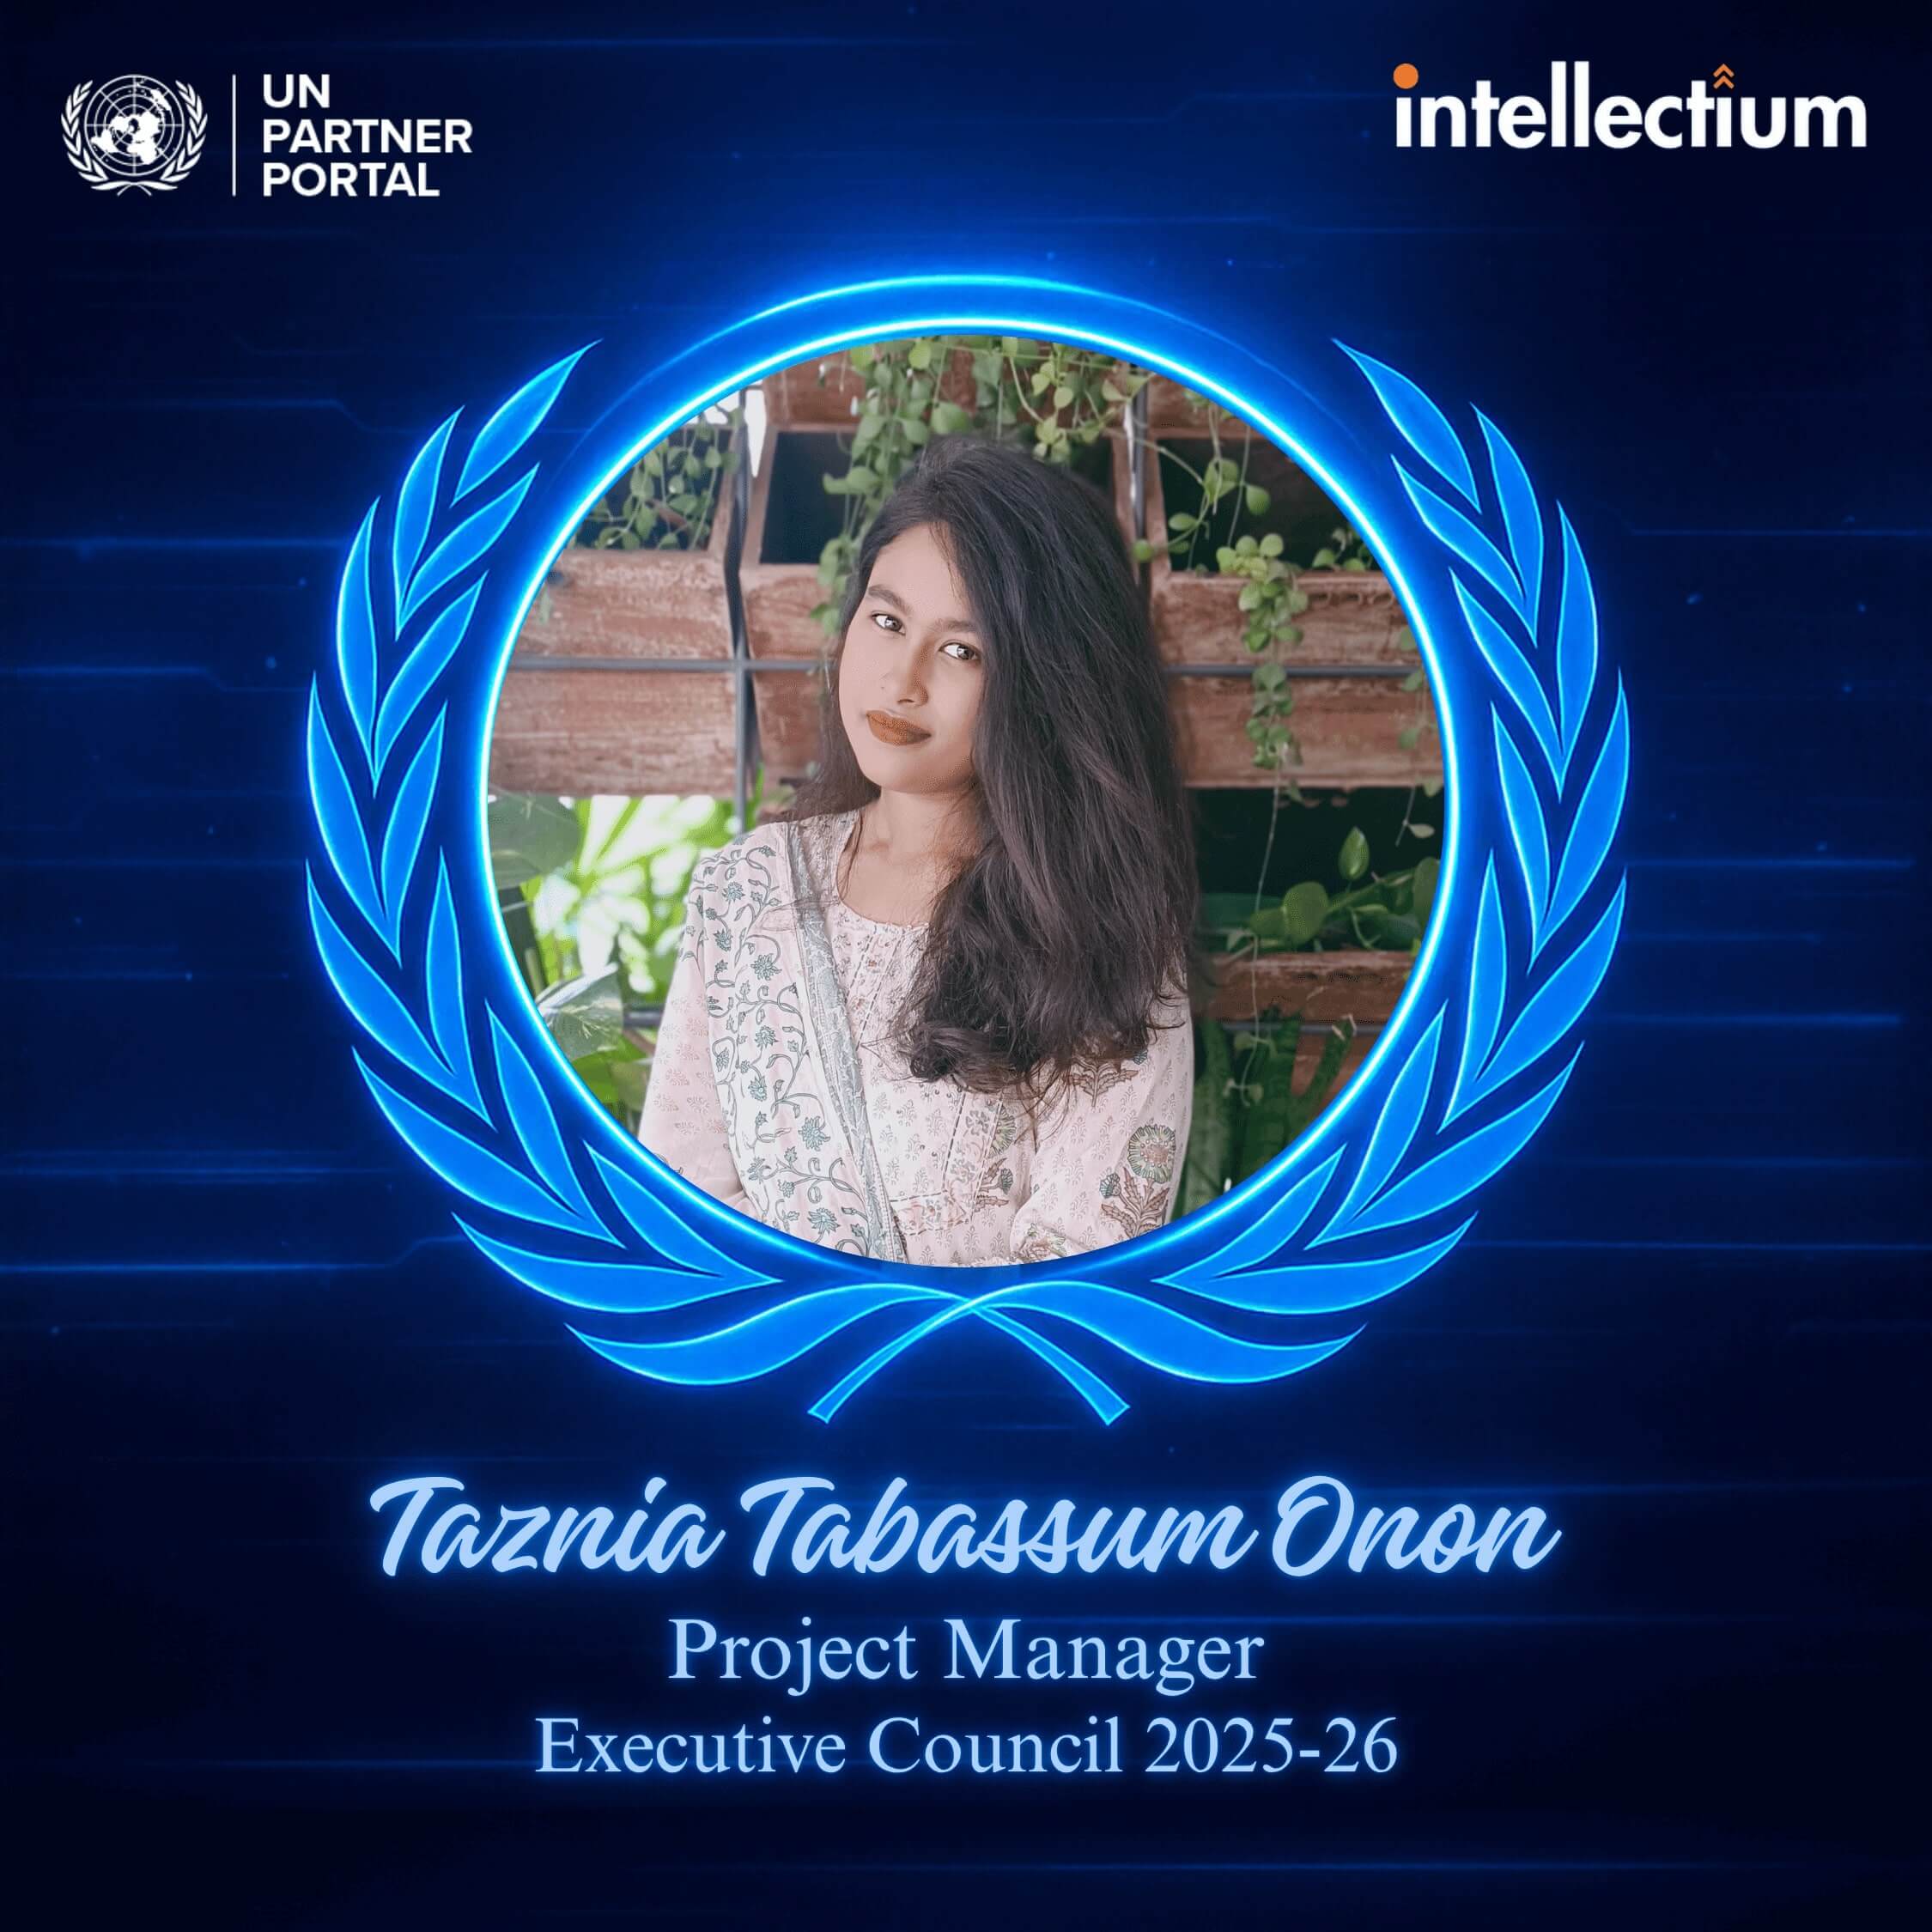 UN
PARTNER
PORTAL
intellectium
Taznia Tabassum Onon
Project Manager
Executive Council 2025-26